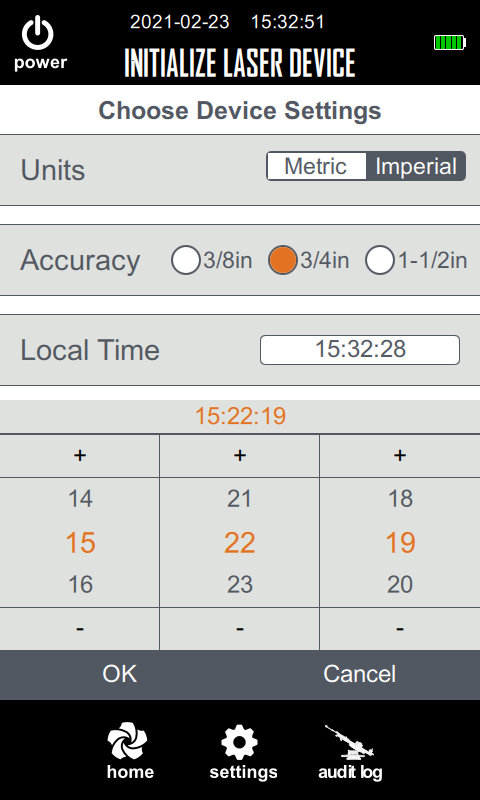 2021-02-23 15:32:51
power
INITIALIZE LASER DEVICE
Choose Device Settings
Units Metric Imperial
Accuracy 3/8in 3/4in 1-1/2in
Local Time 15:32:28
15:22:19
+ + +
14 21 18
15 22 19
16 23 20
- - -
OK Cancel
home settings audit log